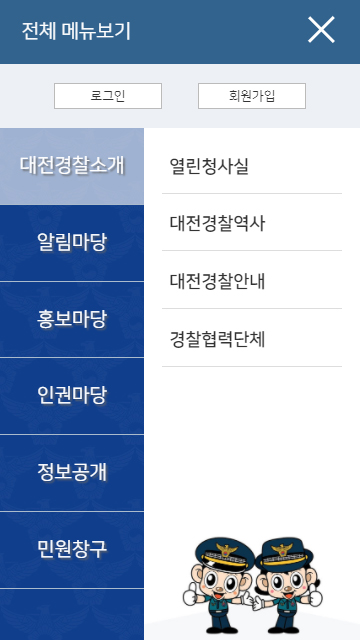 전체 메뉴보기
로그인
회원가입
대전경찰소개
알림마당
홍보마당
인권마당
정보공개
민원창구
열린청사실
대전경찰역사
대전경찰안내
경찰협력단체